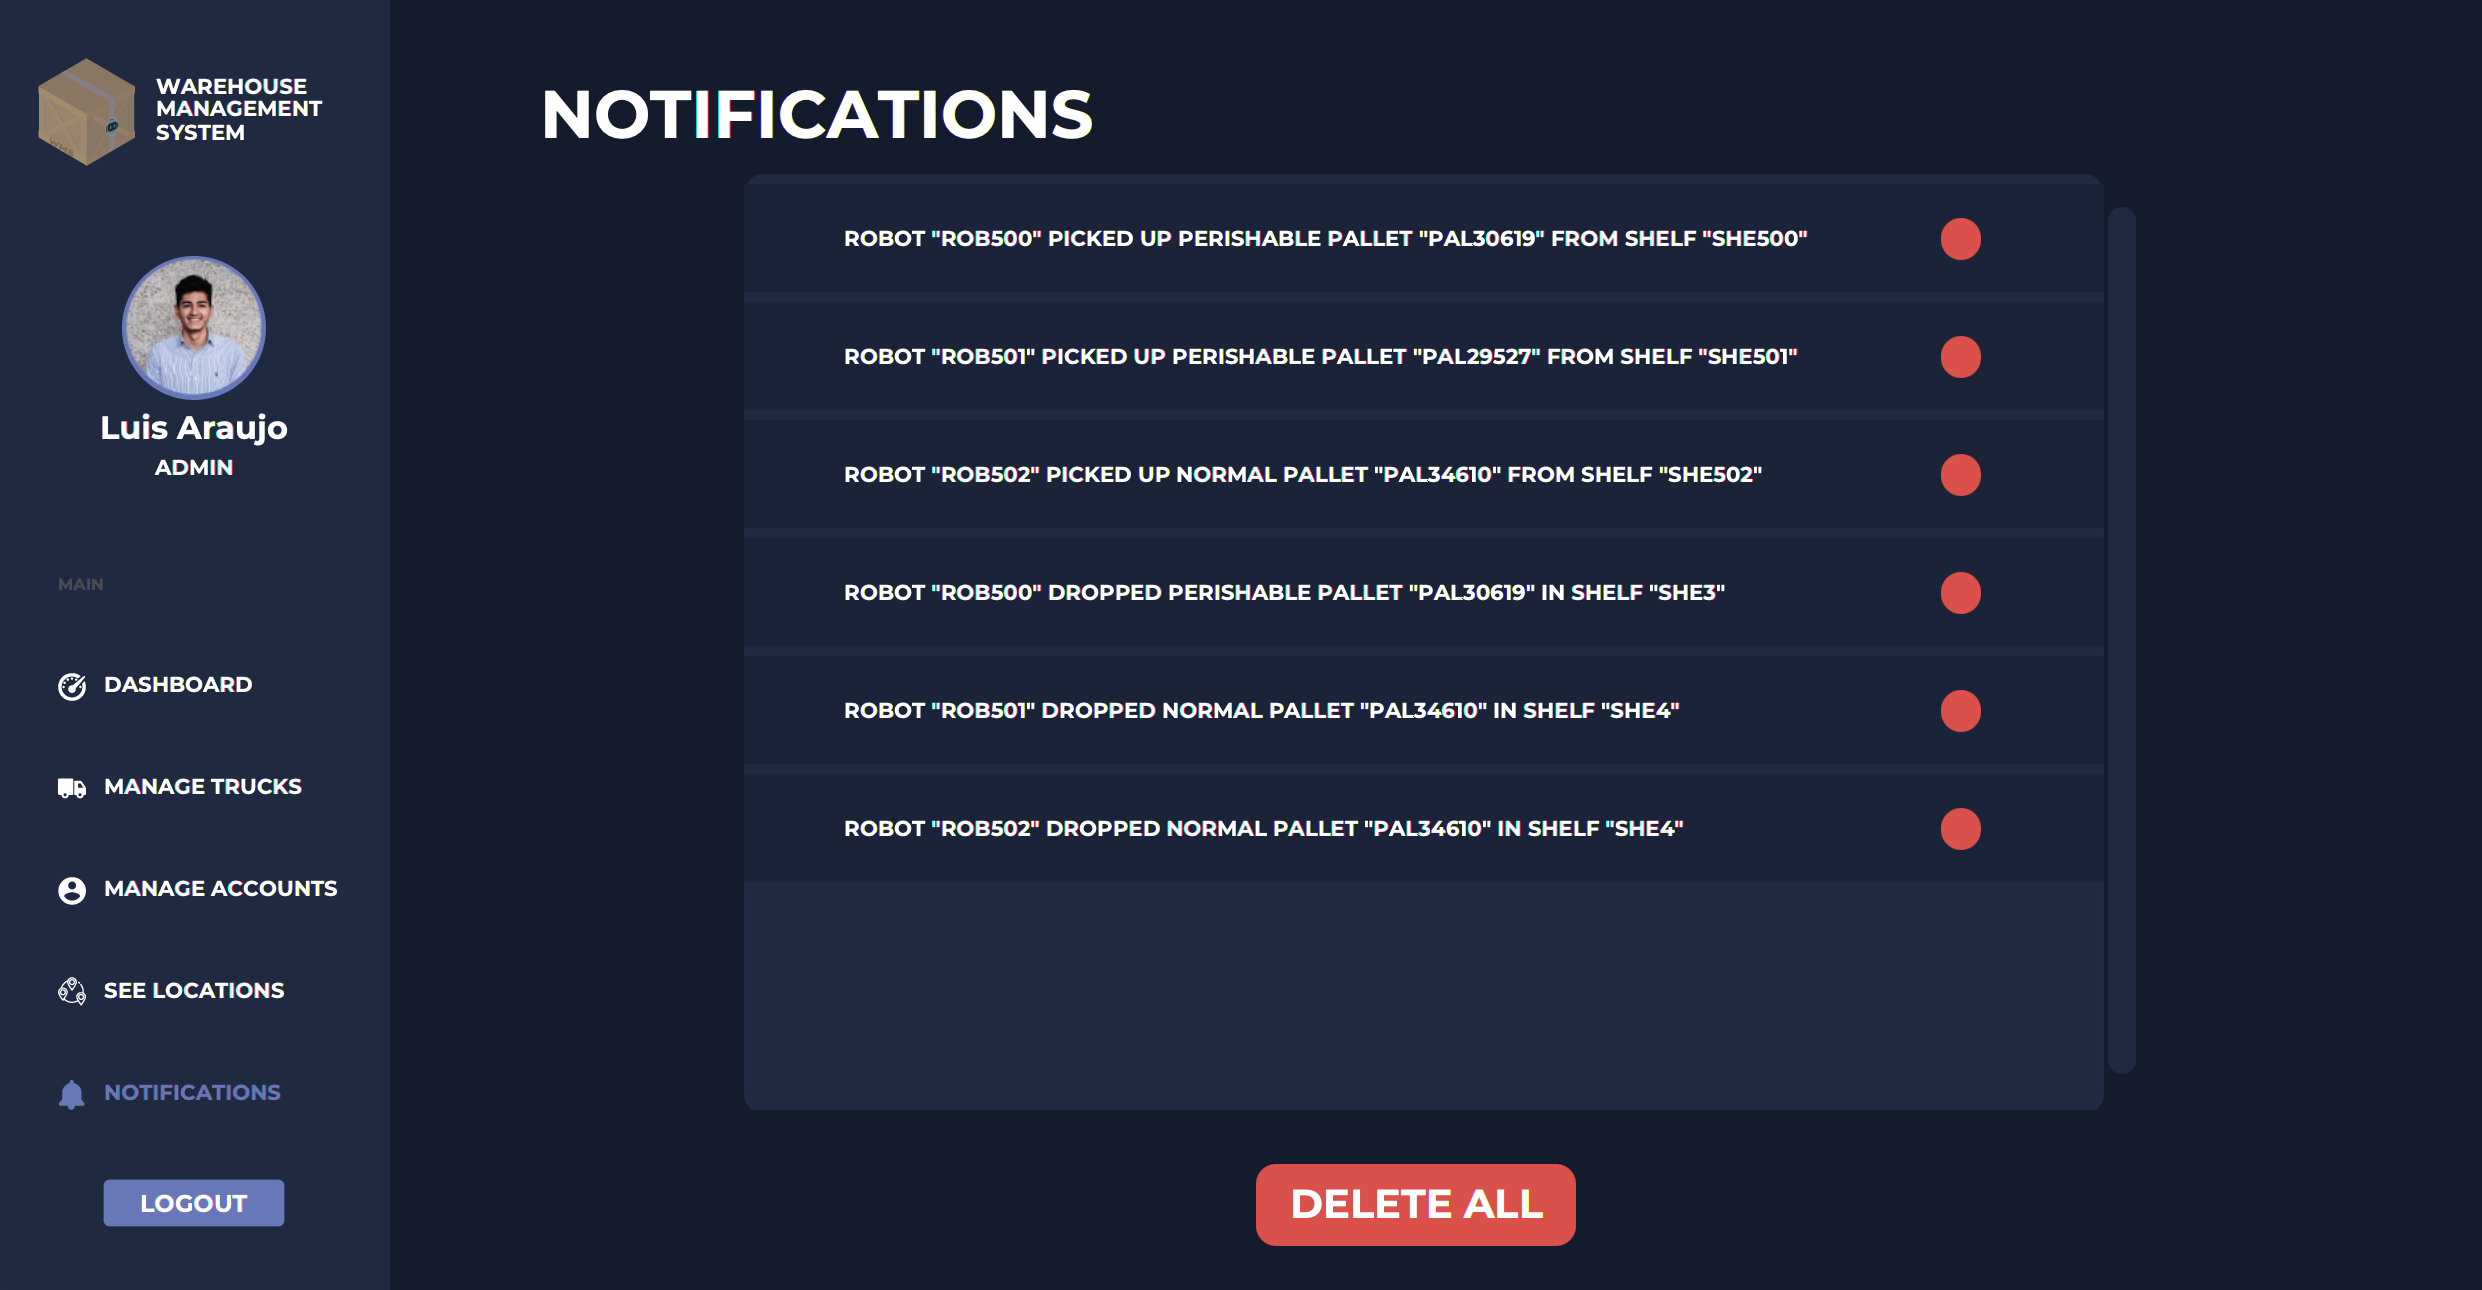 WAREHOUSE
MANAGEMENT
SYSTEM
Luis Araujo
ADMIN
MAIN
DASHBOARD
MANAGE TRUCKS
MANAGE ACCOUNTS
SEE LOCATIONS
NOTIFICATIONS
LOGOUT
NOTIFICATIONS
ROBOT "ROB500" PICKED UP PERISHABLE PALLET "PAL30619" FROM SHELF "SHE500"
ROBOT "ROB501" PICKED UP PERISHABLE PALLET "PAL29527" FROM SHELF "SHE501"
ROBOT "ROB502" PICKED UP NORMAL PALLET "PAL34610" FROM SHELF "SHE502"
ROBOT "ROB500" DROPPED PERISHABLE PALLET "PAL30619" IN SHELF "SHE3"
ROBOT "ROB501" DROPPED NORMAL PALLET "PAL34610" IN SHELF "SHE4"
ROBOT "ROB502" DROPPED NORMAL PALLET "PAL34610" IN SHELF "SHE4"
DELETE ALL